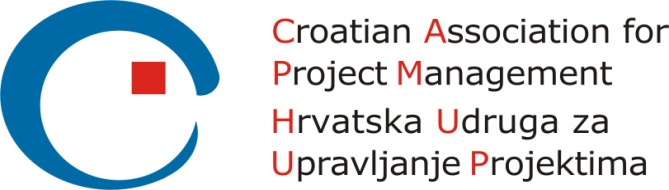 Croatian Association for
Project Management
Hrvatska Udruga za
Upravljanje Projektima